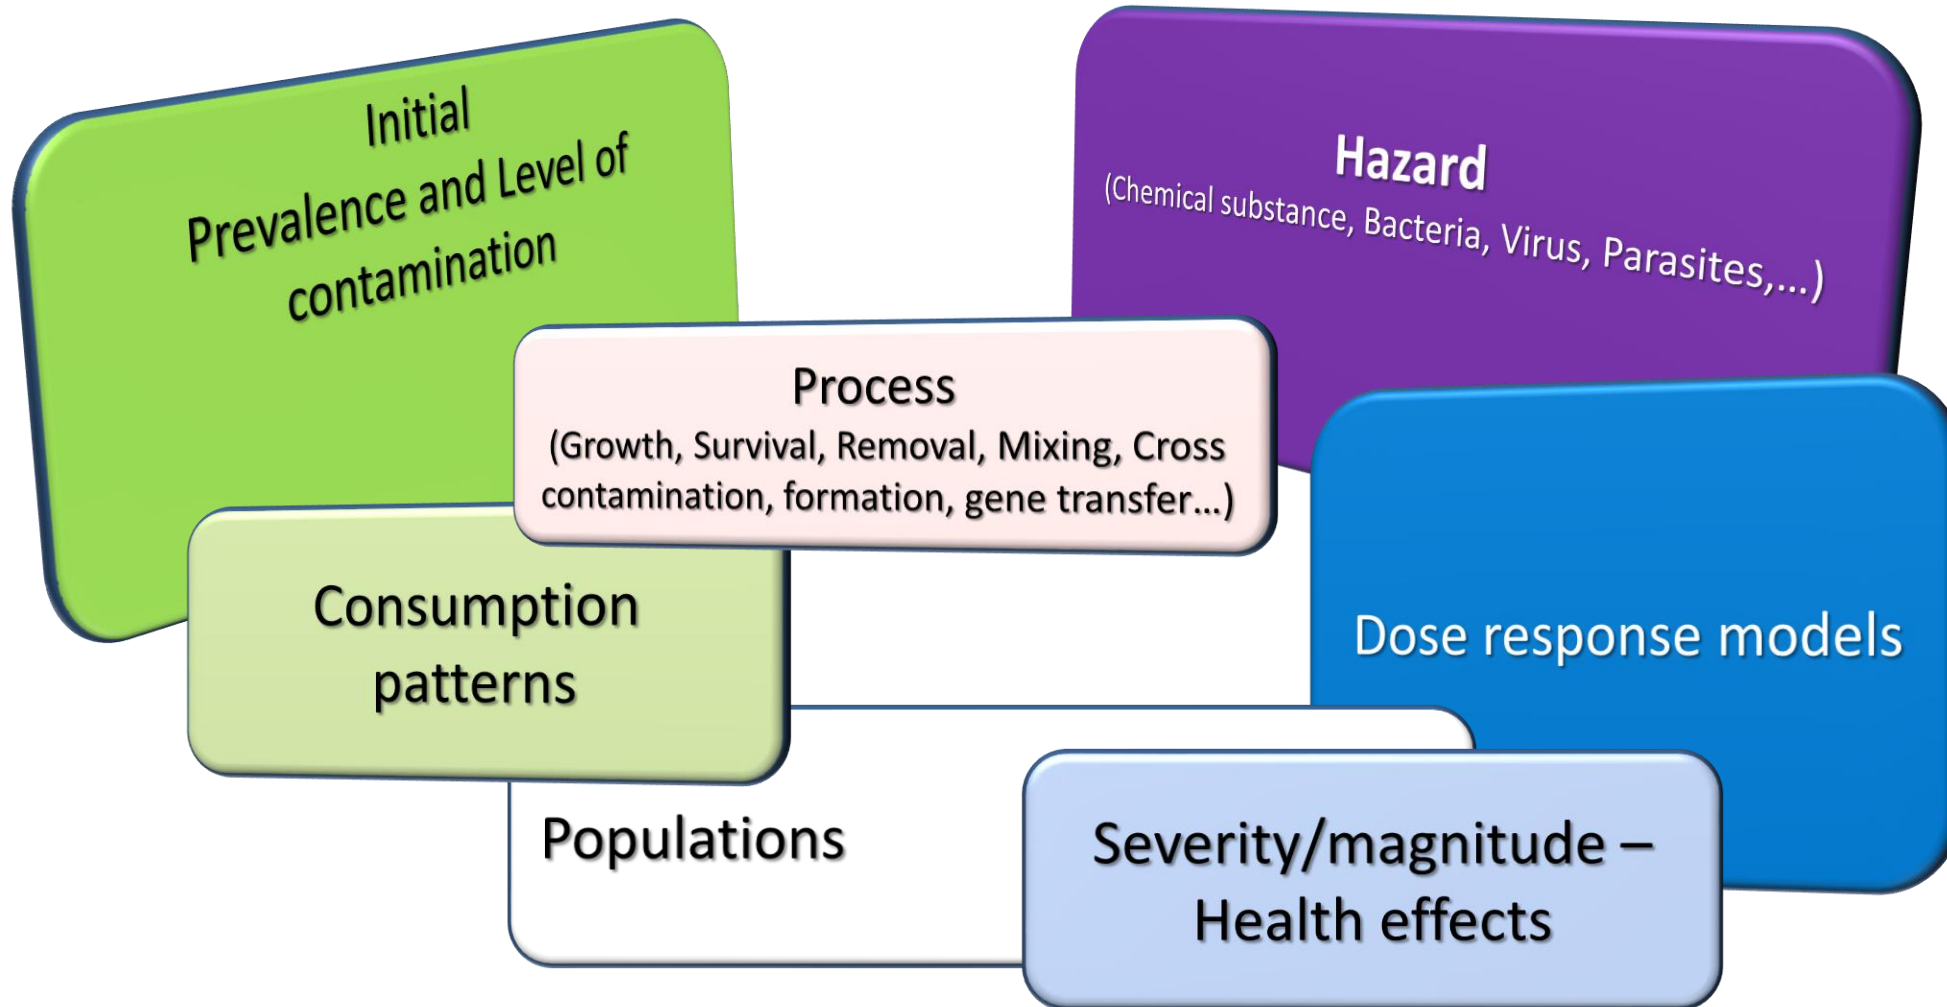 Initial
Prevalence and Level of
contamination
Hazard
(Chemical substance, Bacteria, Virus, Parasites,...)
Process
(Growth, Survival, Removal, Mixing, Cross
contamination, formation, gene transfer...)
Consumption
patterns
Dose response models
Populations
Severity/magnitude –
Health effects